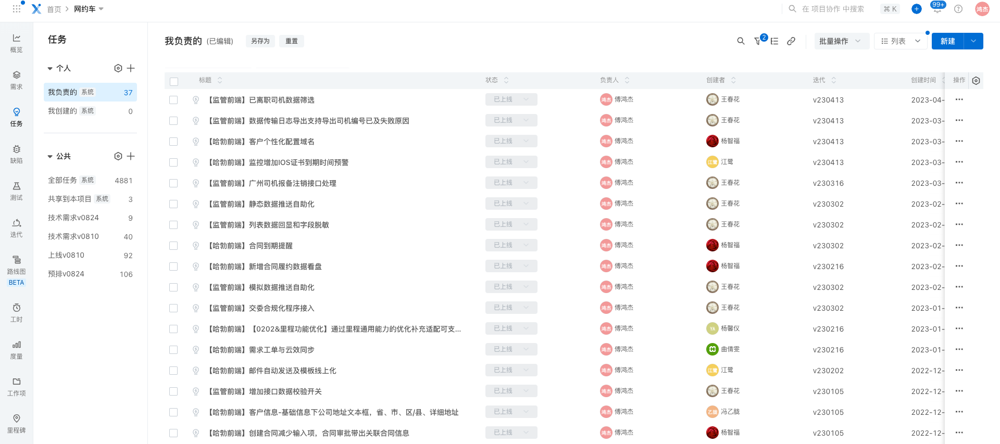 首页 网约车 在 项目协作 中搜索 ⌘ K 99+ 鸿杰
概览
需求
任务
缺陷
测试
迭代
路线图
BETA
工时
度量
工作项
里程碑
任务
个人
我负责的 系统 37
我创建的 系统 0
公共
全部任务 系统 4881
共享到本项目 系统 3
技术需求v0824 9
技术需求v0810 40
上线v0810 92
预排v0824 106
我负责的 (已编辑) 另存为 重置 2 批量操作 列表 新建
标题 状态 负责人 创建者 迭代 创建时间 操作
【监管前端】已离职司机数据筛选 已上线 鸿杰 傅鸿杰 王春花 v230413 2023-04-
【监管前端】数据传输日志导出支持导出司机编号已及失败原因 已上线 鸿杰 傅鸿杰 王春花 v230413 2023-03-
【哈勃前端】客户个性化配置域名 已上线 鸿杰 傅鸿杰 杨智福 v230413 2023-03-
【哈勃前端】监控增加IOS证书到期时间预警 已上线 鸿杰 傅鸿杰 江鹭 江鹭 v230413 2023-03-
【监管前端】广州司机报备注销接口处理 已上线 鸿杰 傅鸿杰 王春花 v230316 2023-03-
【监管前端】静态数据推送自助化 已上线 鸿杰 傅鸿杰 王春花 v230302 2023-03-
【监管前端】列表数据回显和字段脱敏 已上线 鸿杰 傅鸿杰 王春花 v230302 2023-02-
【哈勃前端】合同到期提醒 已上线 鸿杰 傅鸿杰 杨智福 v230302 2023-02-
【哈勃前端】新增合同履约数据看盘 已上线 鸿杰 傅鸿杰 杨智福 v230216 2023-02-
【监管前端】模拟数据推送自助化 已上线 鸿杰 傅鸿杰 王春花 v230302 2023-02-
【监管前端】交委合规化程序接入 已上线 鸿杰 傅鸿杰 王春花 v230302 2023-01-
【哈勃前端】【0202&里程功能优化】通过里程通用能力的优化补充适配可支... 已上线 鸿杰 傅鸿杰 YA 杨馨仪 v230216 2023-01-
【哈勃前端】需求工单与云效同步 已上线 鸿杰 傅鸿杰 曲倩雯 v230216 2023-01-
【哈勃前端】邮件自动发送及模板线上化 已上线 鸿杰 傅鸿杰 江鹭 江鹭 v230202 2022-12-
【监管前端】增加接口数据校验开关 已上线 鸿杰 傅鸿杰 王春花 v230105 2022-12-
【哈勃前端】客户信息-基础信息下公司地址文本框，省、市、区/县、详细地址 已上线 鸿杰 傅鸿杰 乙胧 冯乙胧 v230105 2022-12-
【哈勃前端】创建合同减少输入项，合同审批带出关联合同信息 已上线 鸿杰 傅鸿杰 杨智福 v230105 2022-12-